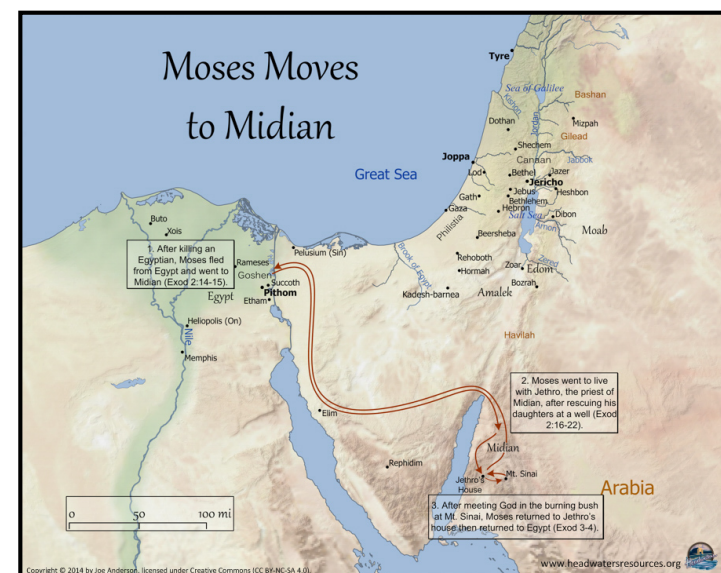 Moses Moves
to Midian
Tyre
Sea of Galilee
Bashan
Kishon
Dothan
Jordan
Mizpah
Gilead
Shechem
Canaan
Jabbok
Joppa
Lod
Bethel
Jazer
Jericho
Great Sea
Jebus
Heshbon
Gath
Bethlehem
Gaza
Hebron
Salt Sea
Dibon
Philistia
Arnon
Moab
Beersheba
Buto
Xois
Pelusium (Sin)
Brook of Egypt
Rehoboth
Hormah
Zoar
Zered
Edom
Kadesh-barnea
Amalek
Bozrah
1. After killing an
Egyptian, Moses fled
from Egypt and went to
Midian (Exod 2:14-15).
Rameses
Goshen
Succoth
Pithom
Egypt
Etham
Heliopolis (On)
Nile
Memphis
Havilah
2. Moses went to live
with Jethro, the priest of
Midian, after rescuing his
daughters at a well (Exod
2:16-22).
Elim
Midian
Rephidim
Jethro's
House
Mt. Sinai
Arabia
3. After meeting God in the burning bush
at Mt. Sinai, Moses returned to Jethro's
house then returned to Egypt (Exod 3-4).
0 50 100 mi
www.headwatersresources.org
Copyright © 2014 by Joe Anderson, licensed under Creative Commons (CC BY-NC-SA 4.0).